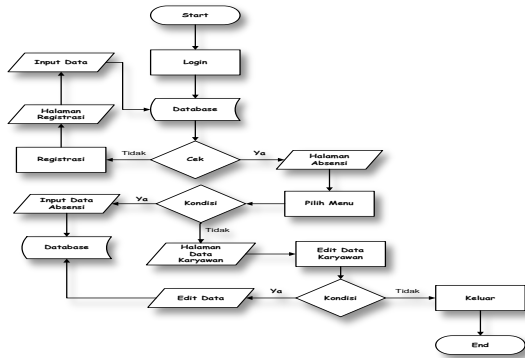 Start
Input Data
Login
Halaman
Registrasi
Database
Registrasi
Tidak
Cek
Ya
Halaman
Absensi
Input Data
Absensi
Ya
Kondisi
Pilih Menu
Tidak
Database
Halaman
Data
Karyawan
Edit Data
Karyawan
Edit Data
Ya
Kondisi
Tidak
Keluar
End